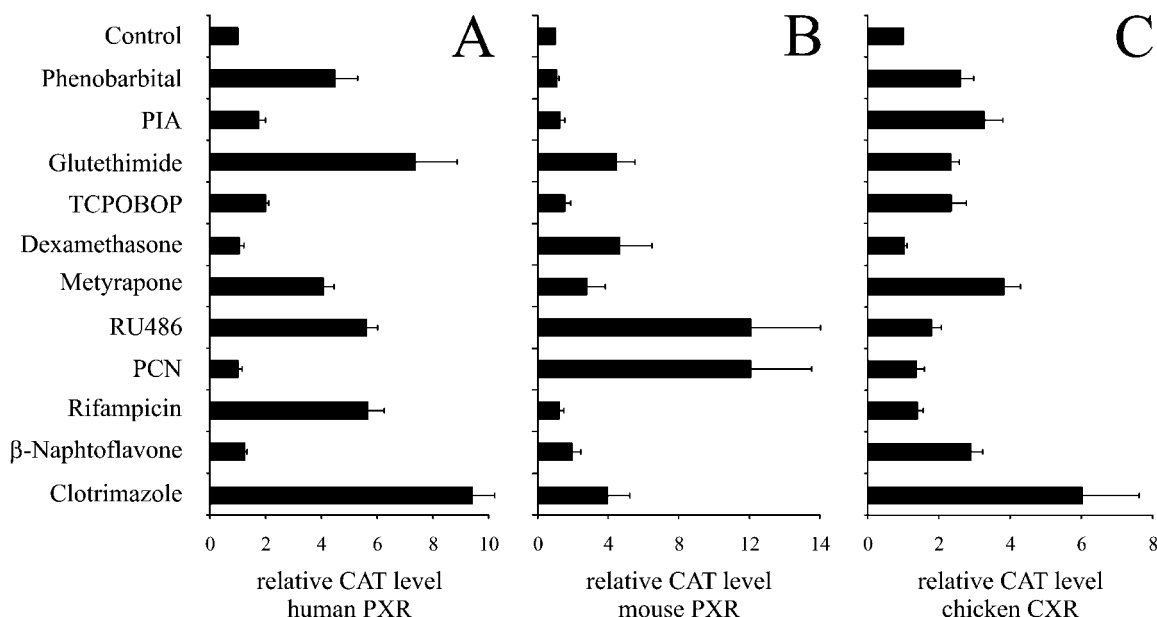 A
B
C
Control
Phenobarbital
PIA
Glutethimide
TCPOBOP
Dexamethasone
Metyrapone
RU486
PCN
Rifampicin
β-Naphtoflavone
Clotrimazole
0 2 4 6 8 10
0 4 8 12 14
0 2 4 6 8
relative CAT level
human PXR
relative CAT level
mouse PXR
relative CAT level
chicken CXR